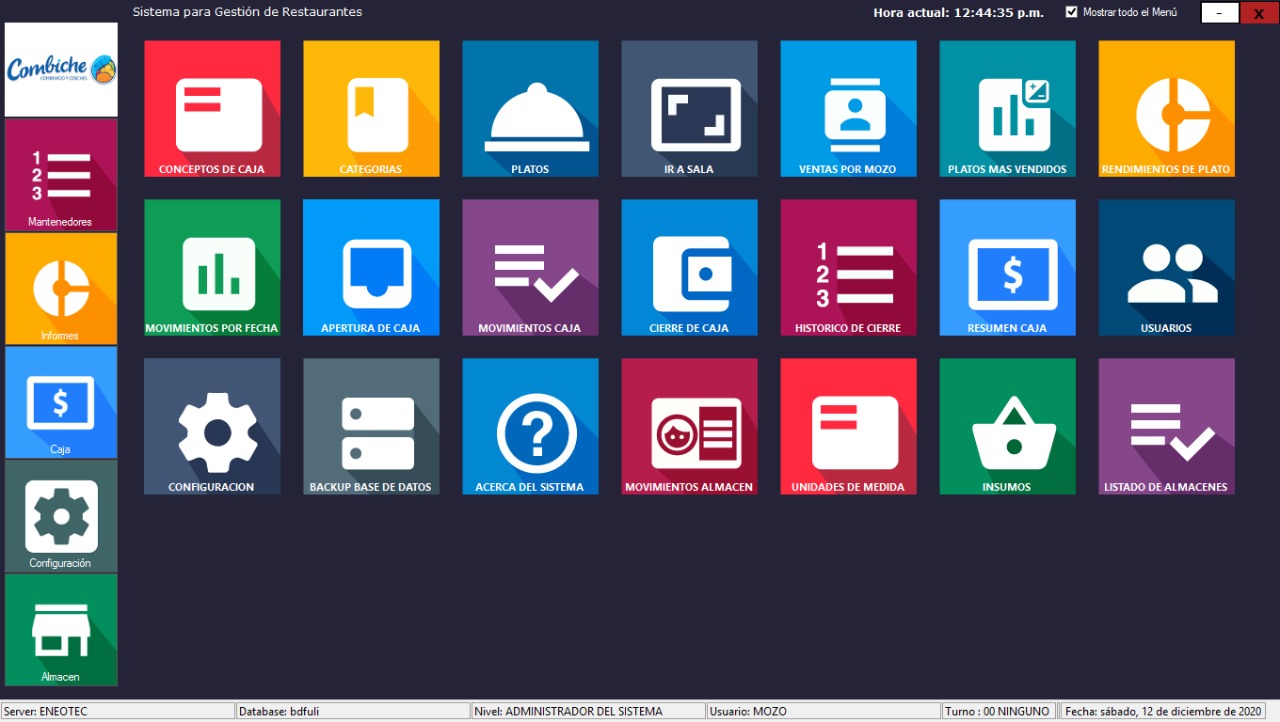 Sistema para Gestión de Restaurantes
Hora actual: 12:44:35 p.m.
Mostrar todo el Menú
-
X
Combiche
COMBINADO Y CEBICHES
1
2
3
Mantenedores
Informes
$
Caja
Configuración
Almacen
CONCEPTOS DE CAJA
CATEGORIAS
PLATOS
IR A SALA
VENTAS POR MOZO
PLATOS MAS VENDIDOS
RENDIMIENTOS DE PLATO
MOVIMIENTOS POR FECHA
APERTURA DE CAJA
MOVIMIENTOS CAJA
CIERRE DE CAJA
1
2
3
HISTORICO DE CIERRE
$
RESUMEN CAJA
USUARIOS
CONFIGURACION
BACKUP BASE DE DATOS
?
ACERCA DEL SISTEMA
MOVIMIENTOS ALMACEN
UNIDADES DE MEDIDA
INSUMOS
LISTADO DE ALMACENES
Server: ENEOTEC
Database: bdfuli
Nivel: ADMINISTRADOR DEL SISTEMA
Usuario: MOZO
Turno : 00 NINGUNO
Fecha: sábado, 12 de diciembre de 2020